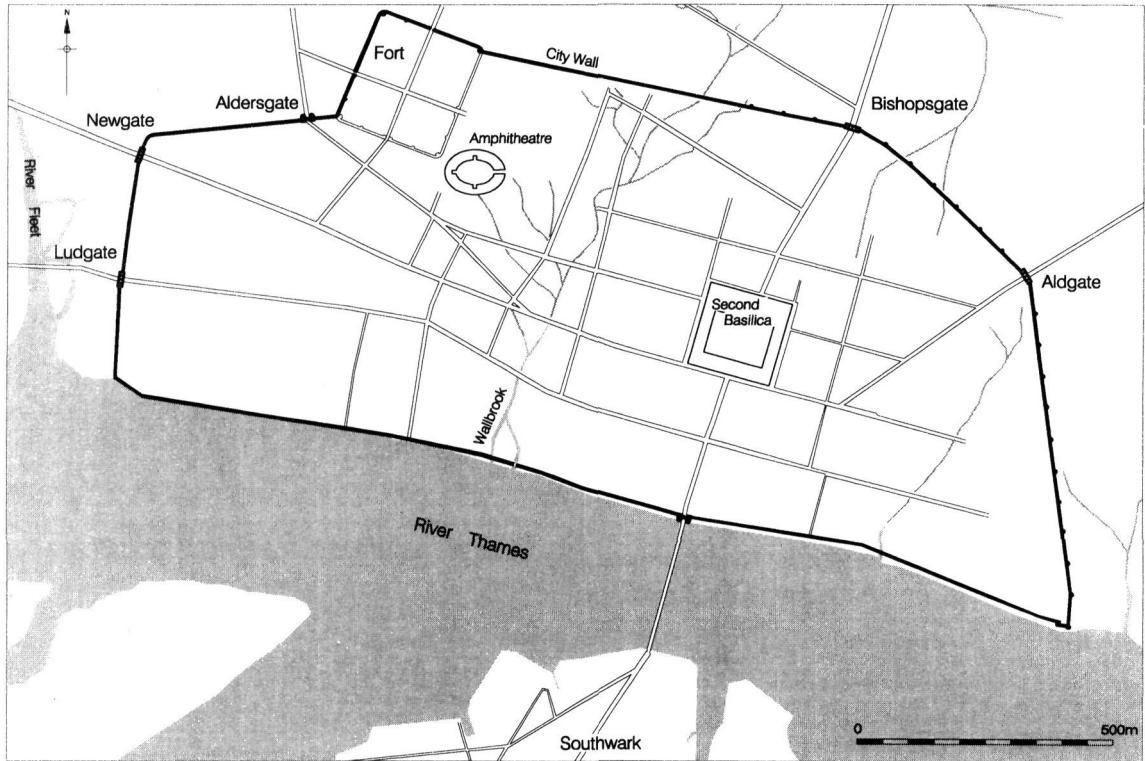 N
Fort
City Wall
Aldersgate
Bishopsgate
Newgate
Amphitheatre
River Fleet
Ludgate
Aldgate
Second
Basilica
Wallbrook
River Thames
Southwark
0
500m